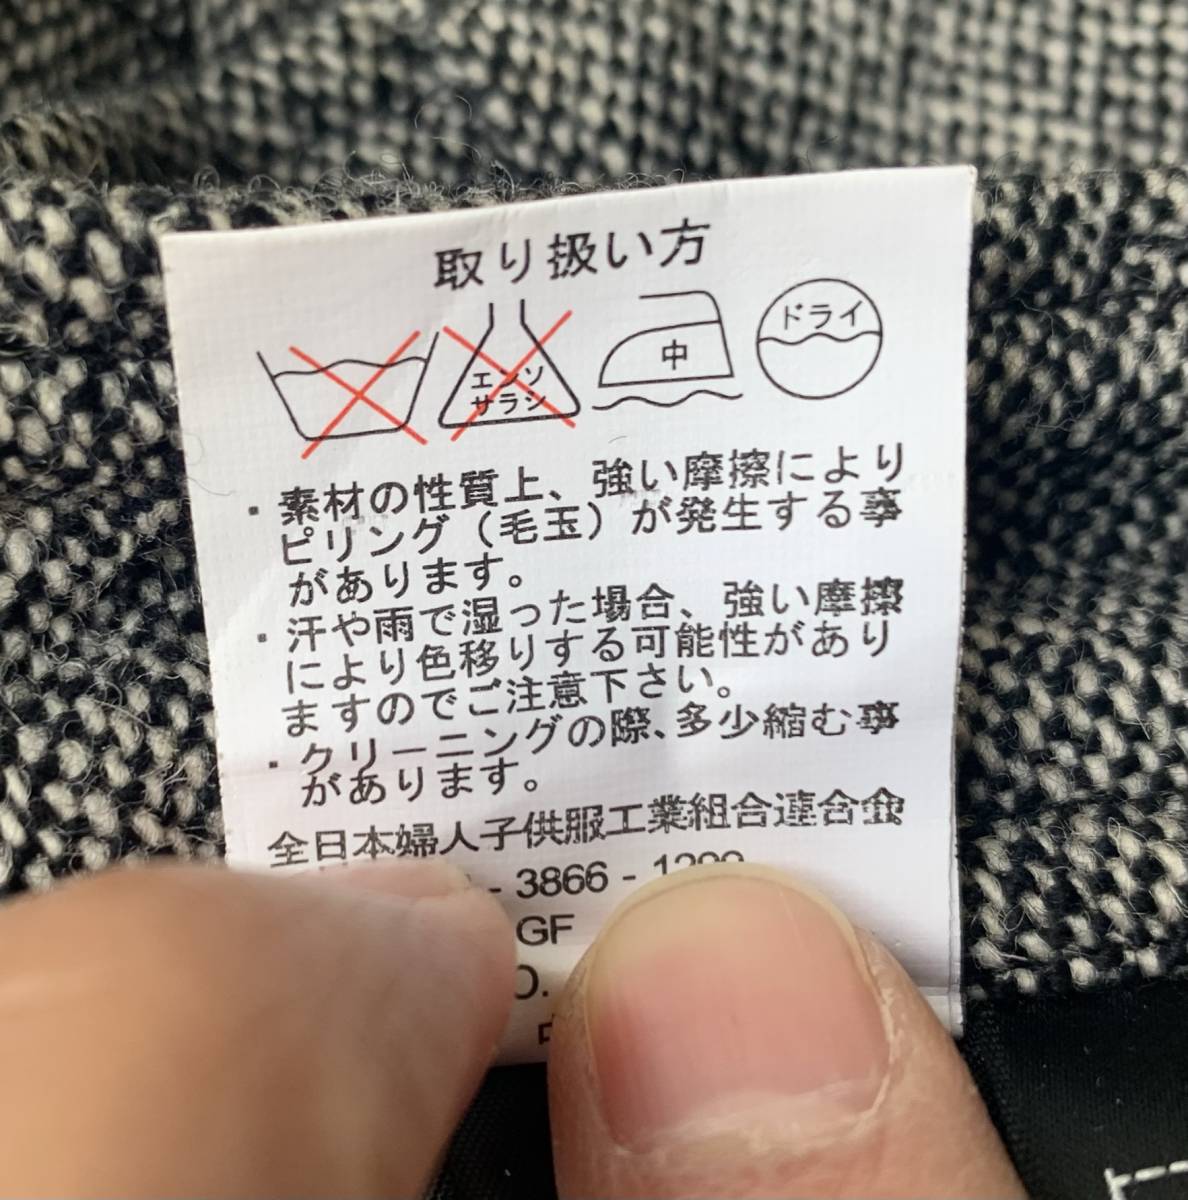 取り扱い方
エンソ
サラシ
中
ドライ
・素材の性質上、強い摩擦により
ピリング（毛玉）が発生する事
があります。
・汗や雨で湿った場合、強い摩擦
により色移りする可能性があり
ますのでご注意下さい。
・クリーニングの際、多少縮む事
があります。
全日本婦人子供服工業組合連合会
- 3866 -
GF